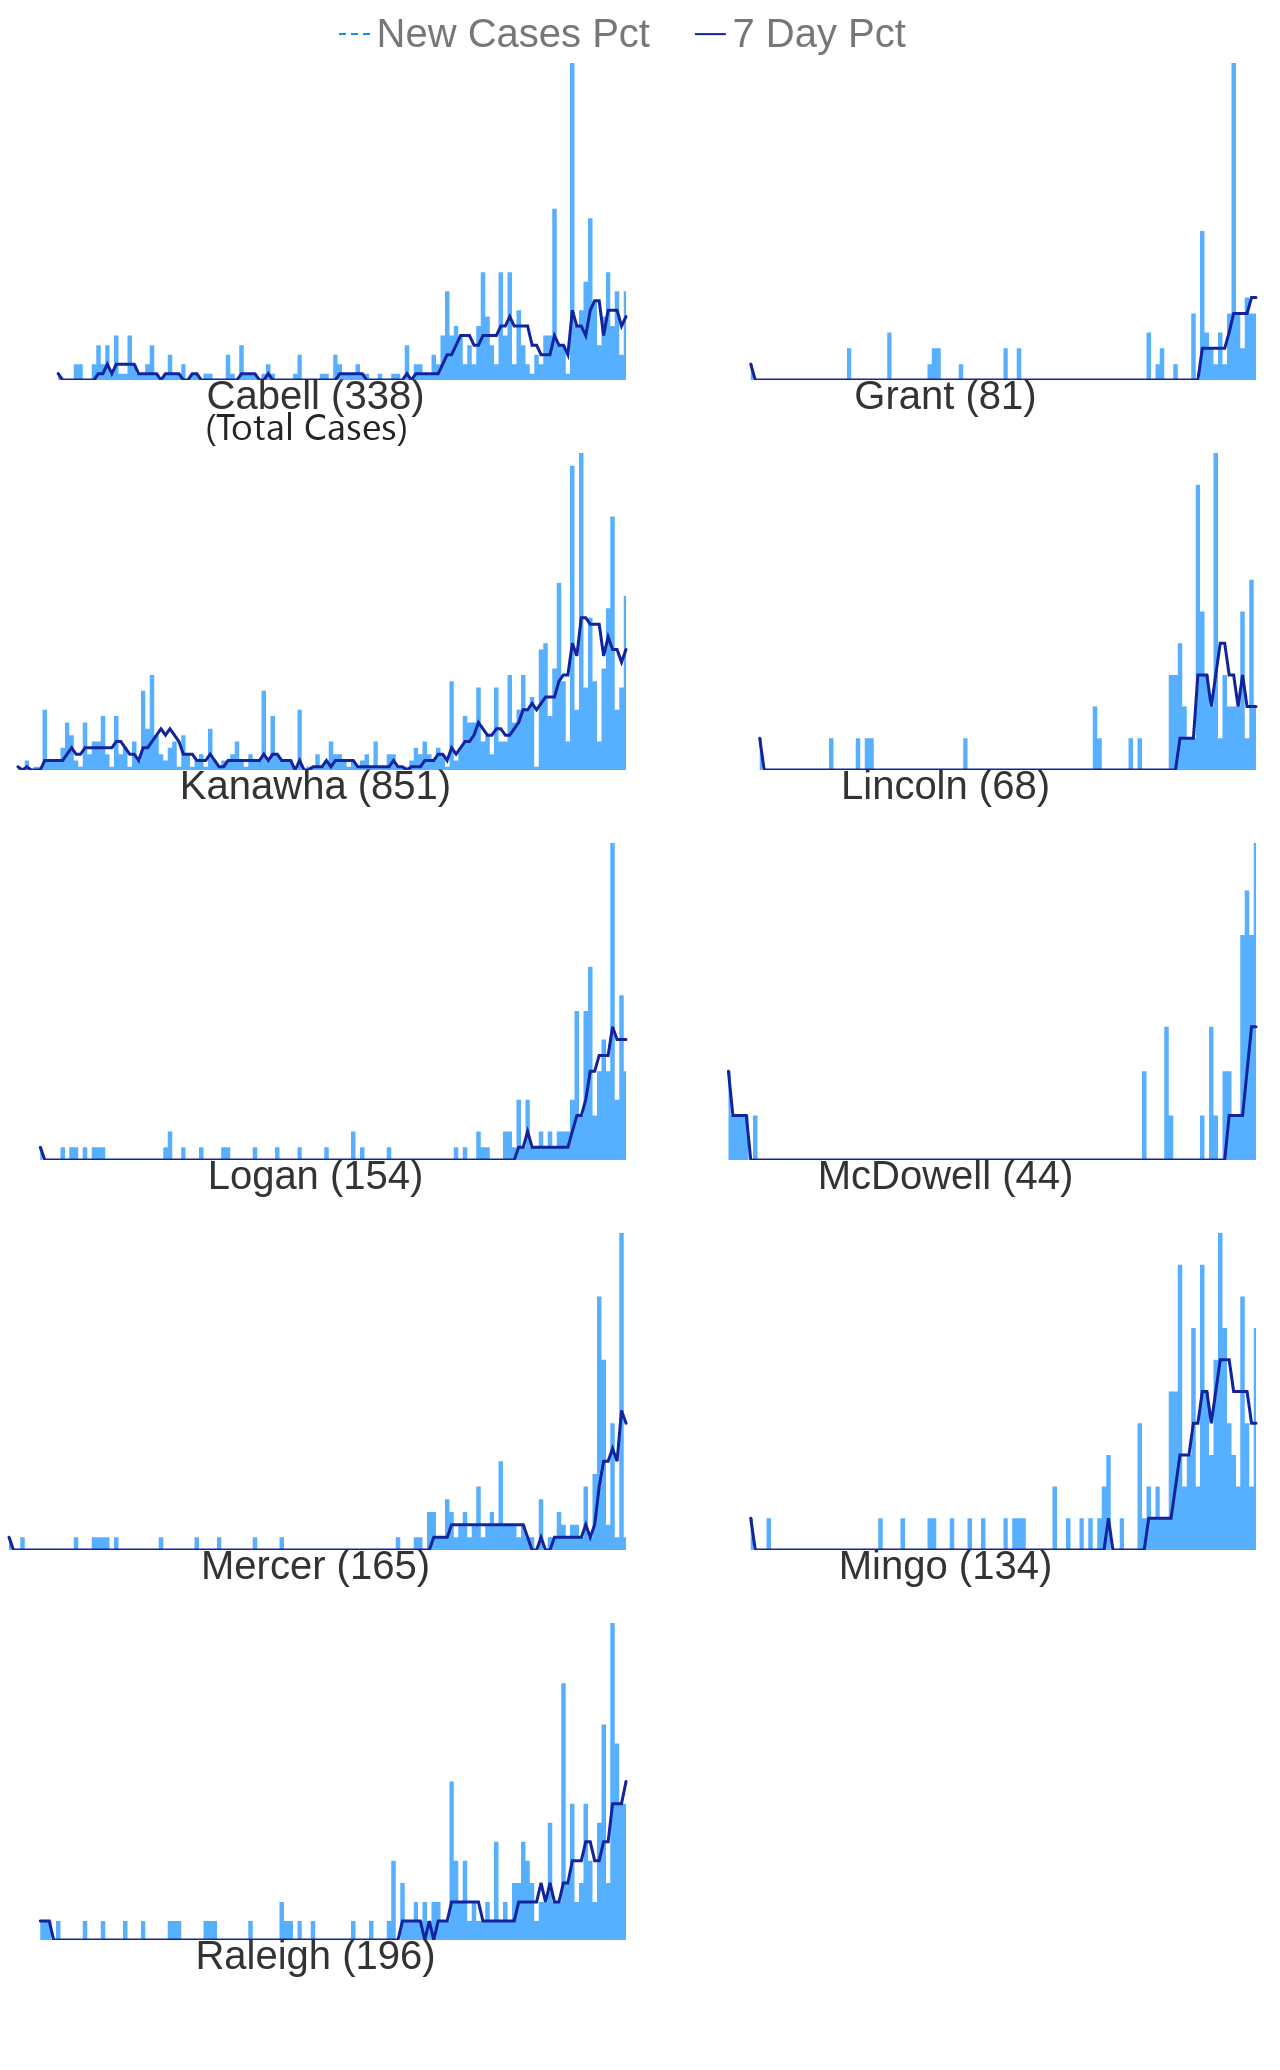 New Cases Pct 7 Day Pct
Cabell (338) Grant (81)
(Total Cases)
Kanawha (851) Lincoln (68)
Logan (154) McDowell (44)
Mercer (165) Mingo (134)
Raleigh (196)